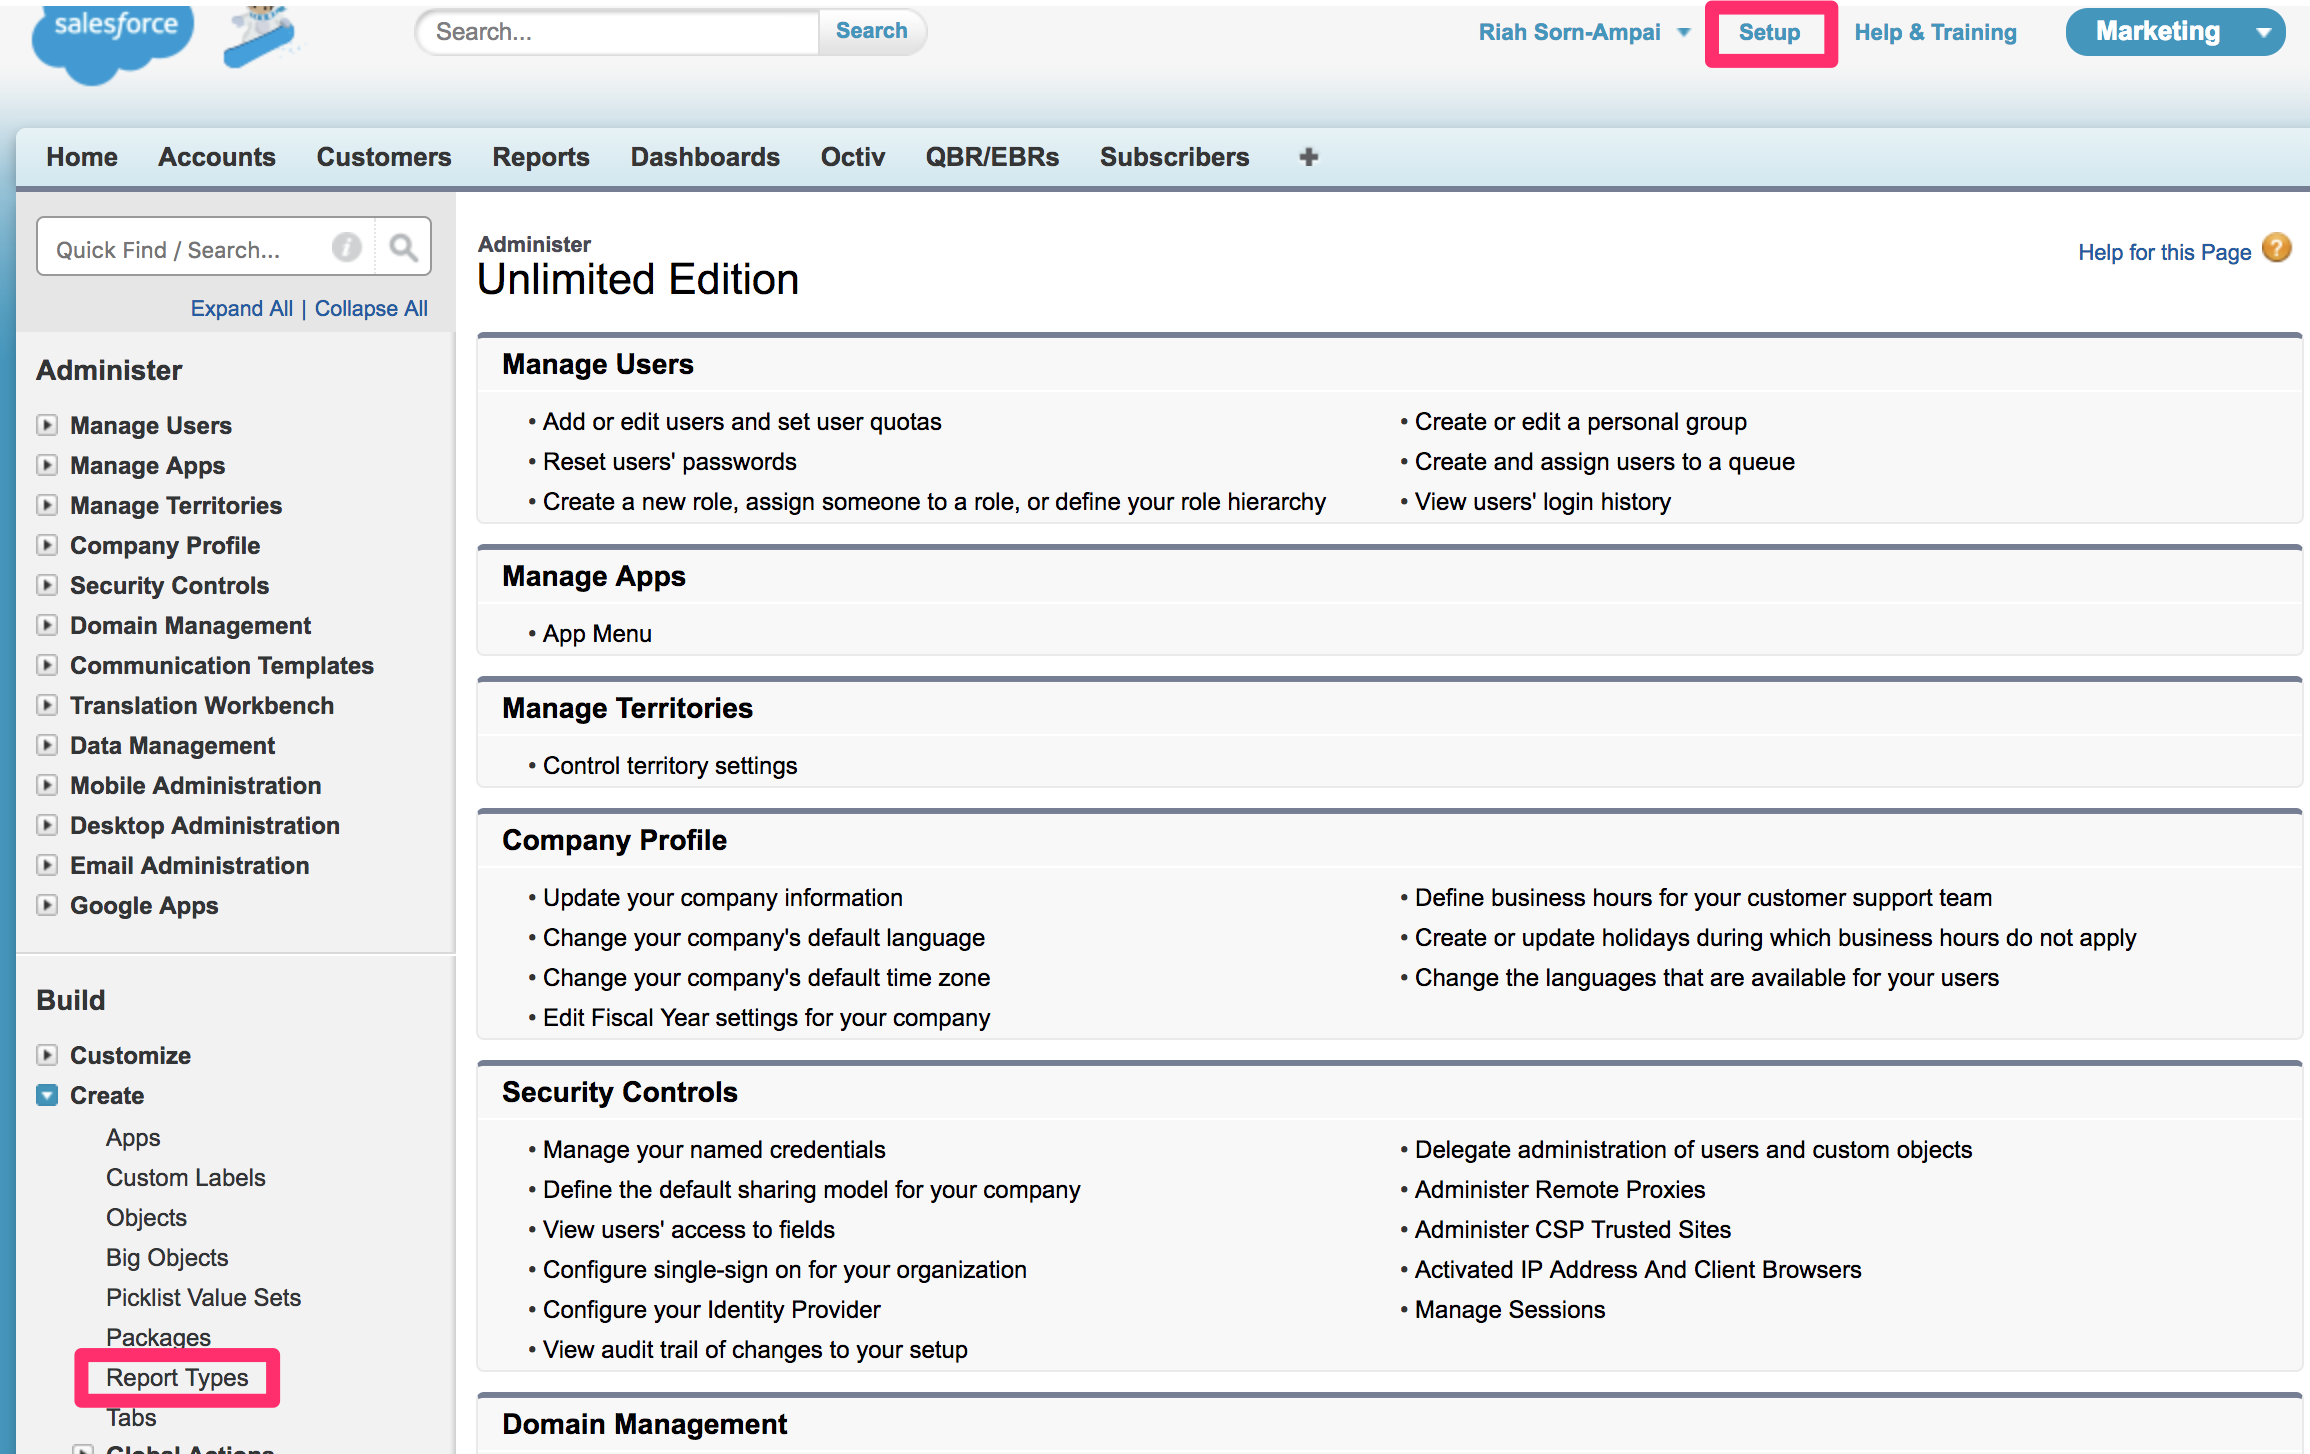 salesforce
Search...
Search
Riah Sorn-Ampai
Setup
Help & Training
Marketing
Home Accounts Customers Reports Dashboards Octiv QBR/EBRs Subscribers +
Quick Find / Search...
Expand All | Collapse All
Administer
Manage Users
Manage Apps
Manage Territories
Company Profile
Security Controls
Domain Management
Communication Templates
Translation Workbench
Data Management
Mobile Administration
Desktop Administration
Email Administration
Google Apps
Build
Customize
Create
Apps
Custom Labels
Objects
Big Objects
Picklist Value Sets
Packages
Report Types
Tabs
Global Actions
Administer
Unlimited Edition
Help for this Page ?
Manage Users
• Add or edit users and set user quotas
• Reset users' passwords
• Create a new role, assign someone to a role, or define your role hierarchy
• Create or edit a personal group
• Create and assign users to a queue
• View users' login history
Manage Apps
• App Menu
Manage Territories
• Control territory settings
Company Profile
• Update your company information
• Change your company's default language
• Change your company's default time zone
• Edit Fiscal Year settings for your company
• Define business hours for your customer support team
• Create or update holidays during which business hours do not apply
• Change the languages that are available for your users
Security Controls
• Manage your named credentials
• Define the default sharing model for your company
• View users' access to fields
• Configure single-sign on for your organization
• Configure your Identity Provider
• View audit trail of changes to your setup
• Delegate administration of users and custom objects
• Administer Remote Proxies
• Administer CSP Trusted Sites
• Activated IP Address And Client Browsers
• Manage Sessions
Domain Management